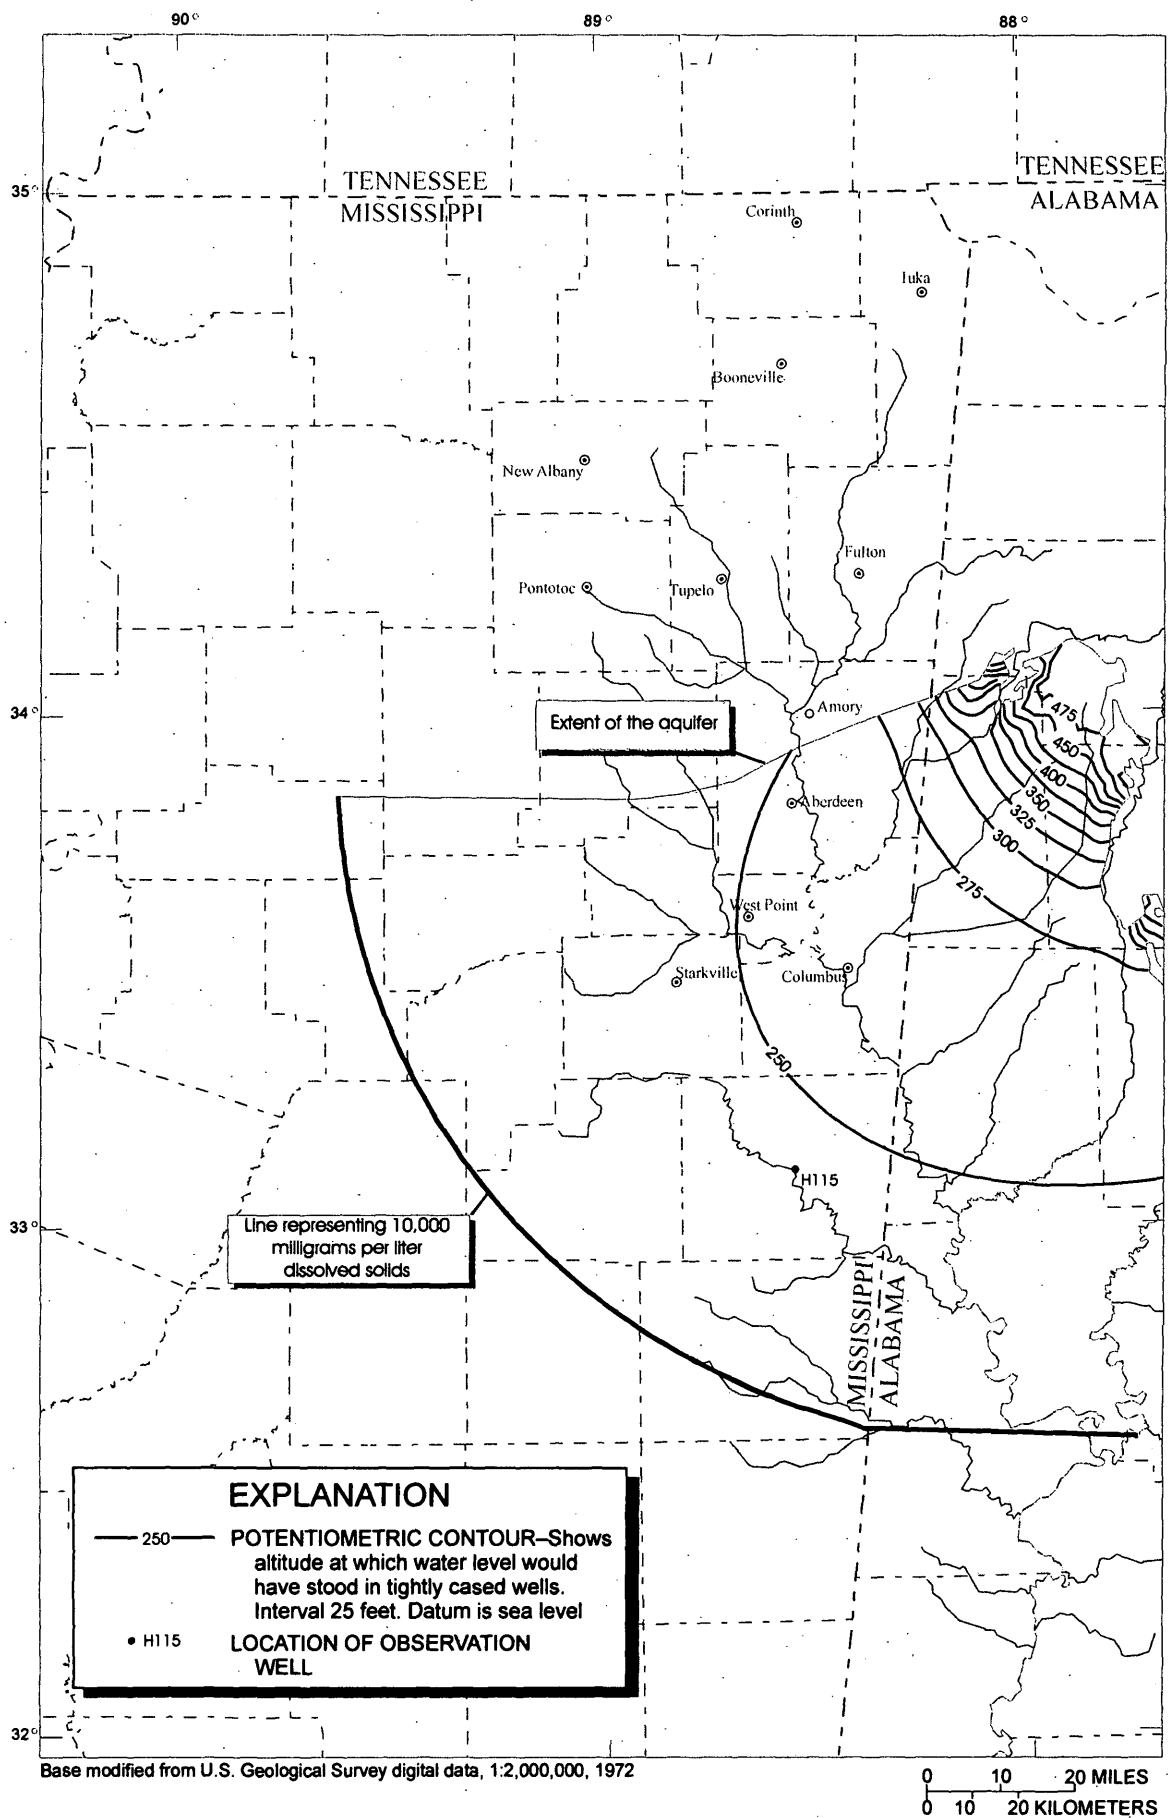 90° 89° 88°
35°
TENNESSEE
MISSISSIPPI
TENNESSEE
ALABAMA
Corinth
Iuka
Booneville
New Albany
Fulton
Pontotoc
Tupelo
34°
Amory
Extent of the aquifer
475
450
400
350
325
300
275
Aberdeen
West Point
Starkville
Columbus
250
H115
33°
Line representing 10,000
milligrams per liter
dissolved solids
MISSISSIPPI
ALABAMA
EXPLANATION
250 POTENTIOMETRIC CONTOUR–Shows
altitude at which water level would
have stood in tightly cased wells.
Interval 25 feet. Datum is sea level
H115 LOCATION OF OBSERVATION
WELL
32°
Base modified from U.S. Geological Survey digital data, 1:2,000,000, 1972
0 10 20 MILES
0 10 20 KILOMETERS